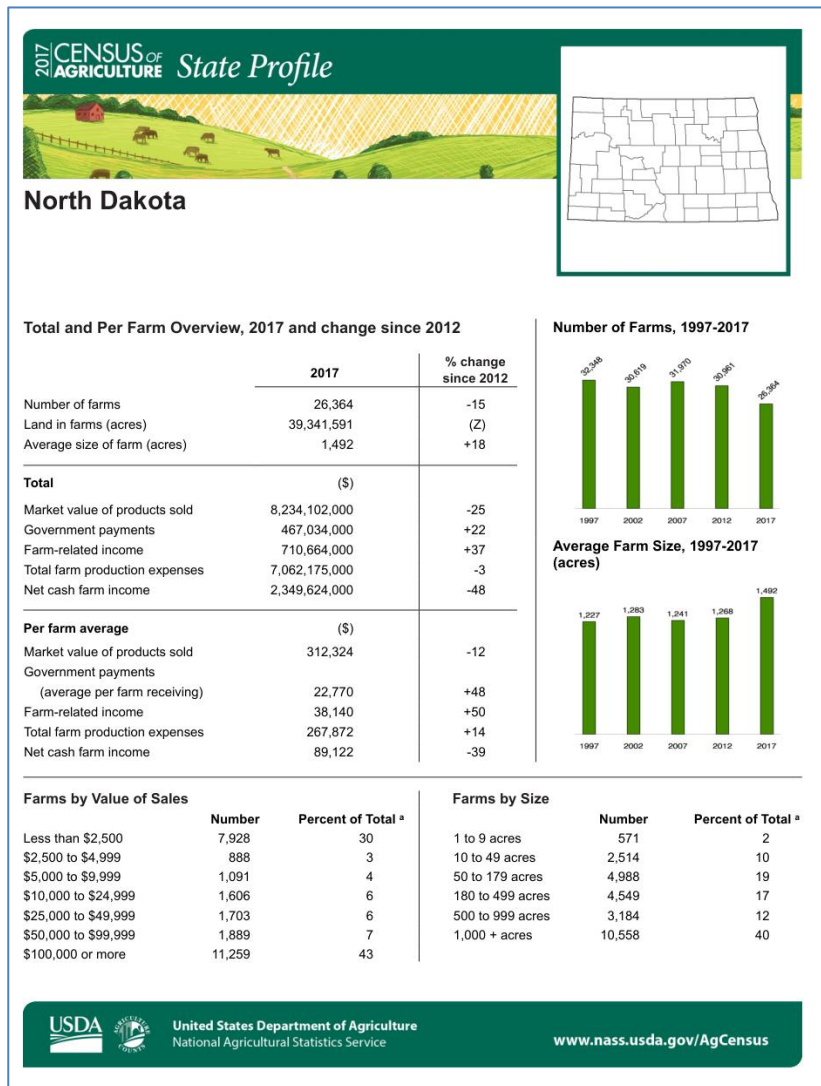 2017 CENSUS OF
AGRICULTURE State Profile
North Dakota
Total and Per Farm Overview, 2017 and change since 2012
2017 % change
since 2012
Number of farms 26,364 -15
Land in farms (acres) 39,341,591 (Z)
Average size of farm (acres) 1,492 +18
Total ($)
Market value of products sold 8,234,102,000 -25
Government payments 467,034,000 +22
Farm-related income 710,664,000 +37
Total farm production expenses 7,062,175,000 -3
Net cash farm income 2,349,624,000 -48
Per farm average ($)
Market value of products sold 312,324 -12
Government payments
(average per farm receiving) 22,770 +48
Farm-related income 38,140 +50
Total farm production expenses 267,872 +14
Net cash farm income 89,122 -39
Number of Farms, 1997-2017
32,348 30,619 31,970 30,961 26,364
1997 2002 2007 2012 2017
Average Farm Size, 1997-2017
(acres)
1,227 1,283 1,241 1,268 1,492
1997 2002 2007 2012 2017
Farms by Value of Sales
Number Percent of Total a
Less than $2,500 7,928 30
$2,500 to $4,999 888 3
$5,000 to $9,999 1,091 4
$10,000 to $24,999 1,606 6
$25,000 to $49,999 1,703 6
$50,000 to $99,999 1,889 7
$100,000 or more 11,259 43
Farms by Size
Number Percent of Total a
1 to 9 acres 571 2
10 to 49 acres 2,514 10
50 to 179 acres 4,988 19
180 to 499 acres 4,549 17
500 to 999 acres 3,184 12
1,000 + acres 10,558 40
USDA
AGRICULTURE COUNTS
United States Department of Agriculture
National Agricultural Statistics Service
www.nass.usda.gov/AgCensus